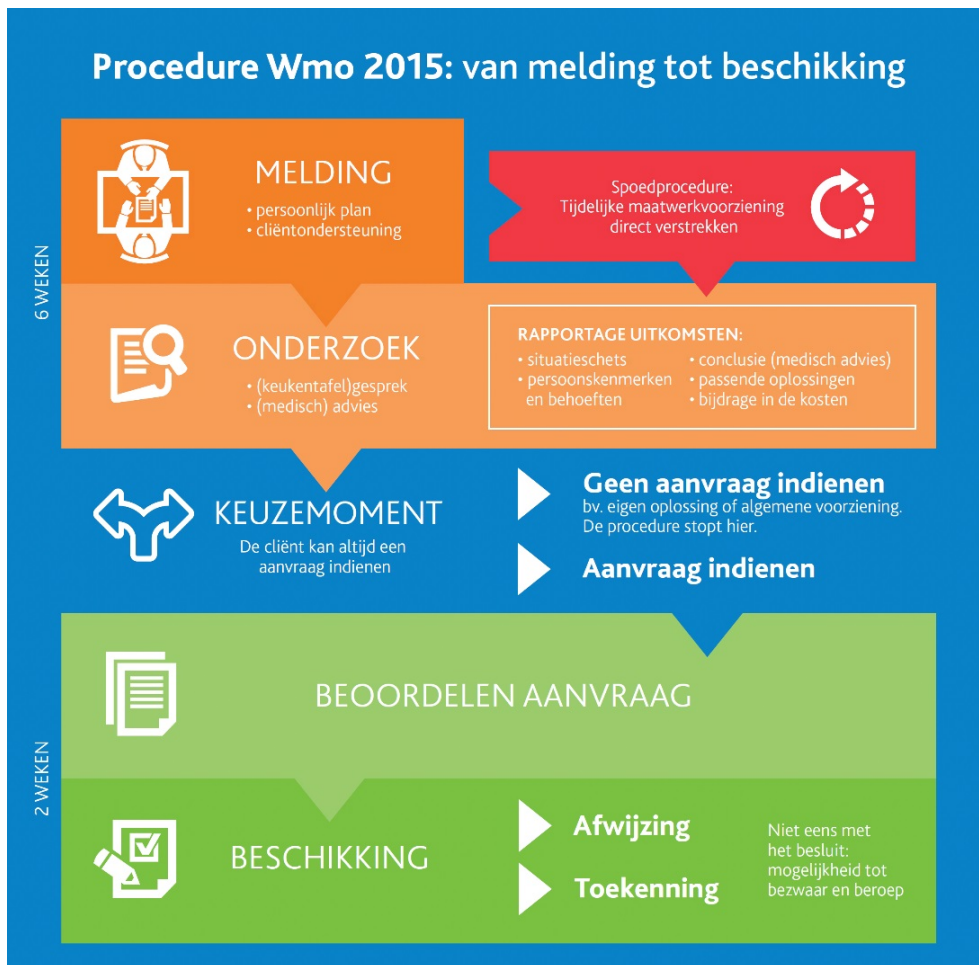 Procedure Wmo 2015: van melding tot beschikking
6 WEKEN
MELDING
• persoonlijk plan
• cliëntondersteuning
Spoedprocedure:
Tijdelijke maatwerkvoorziening
direct verstrekken
ONDERZOEK
• (keukentafel)gesprek
• (medisch) advies
RAPPORTAGE UITKOMSTEN:
• situatieschets
• persoonskenmerken
en behoeften
• conclusie (medisch advies)
• passende oplossingen
• bijdrage in de kosten
KEUZEMOMENT
De cliënt kan altijd een
aanvraag indienen
Geen aanvraag indienen
bv. eigen oplossing of algemene voorziening.
De procedure stopt hier.
Aanvraag indienen
2 WEKEN
BEOORDELEN AANVRAAG
BESCHIKKING
Afwijzing
Toekenning
Niet eens met
het besluit:
mogelijkheid tot
bezwaar en beroep